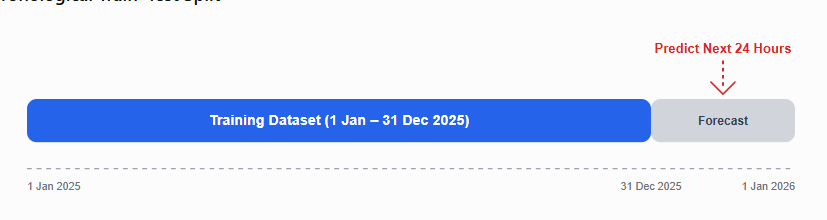 Predict Next 24 Hours
Training Dataset (1 Jan – 31 Dec 2025)
Forecast
1 Jan 2025
31 Dec 2025
1 Jan 2026